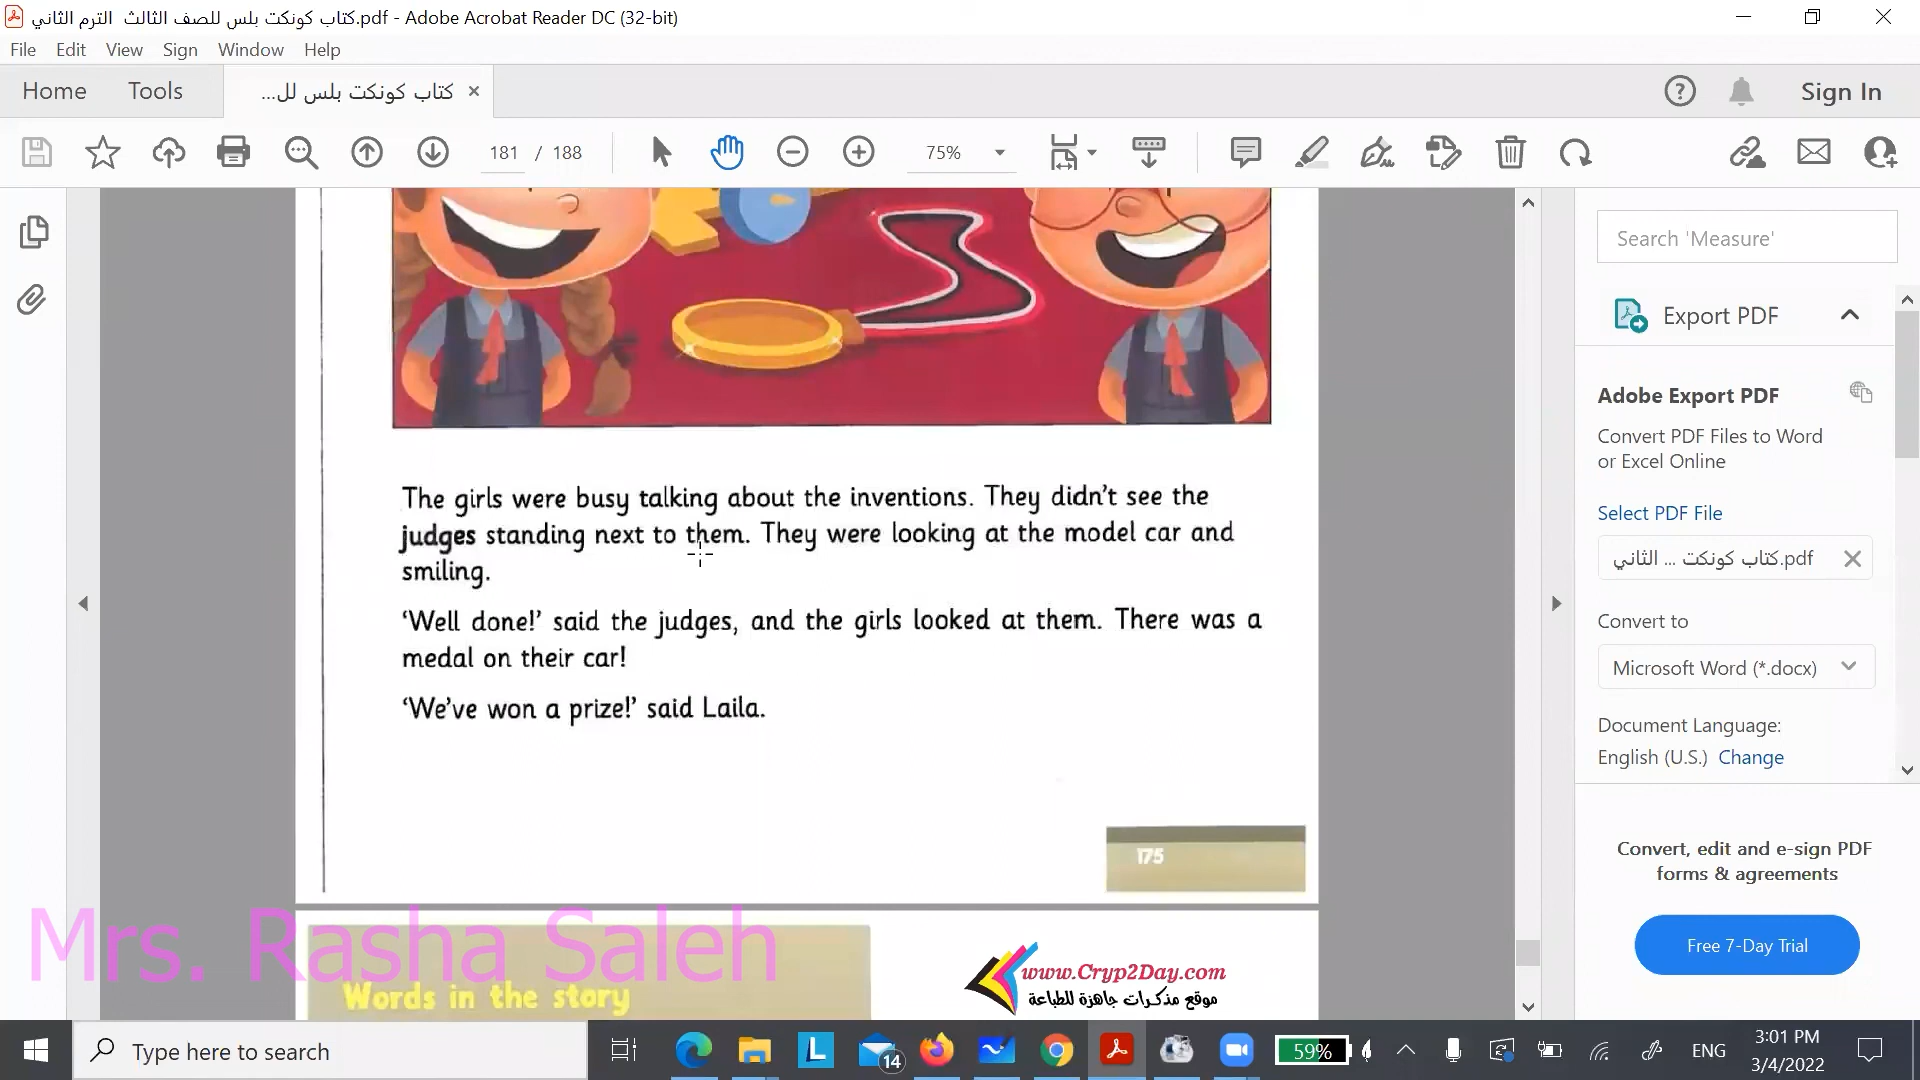 كتاب كونكت بلس للصف الثالث الترم الثاني.pdf - Adobe Acrobat Reader DC (32-bit)
File Edit View Sign Window Help
Home Tools كتاب كونكت بلس لل... × Sign In
181 / 188 75%
Search 'Measure'
Export PDF
Adobe Export PDF
Convert PDF Files to Word
or Excel Online
Select PDF File
كتاب كونكت ... الثاني.pdf
Convert to
Microsoft Word (*.docx)
Document Language:
English (U.S.) Change
Convert, edit and e-sign PDF
forms & agreements
Free 7-Day Trial
The girls were busy talking about the inventions. They didn't see the
judges standing next to them. They were looking at the model car and
smiling.
'Well done!' said the judges, and the girls looked at them. There was a
medal on their car!
'We've won a prize!' said Laila.
175
Mrs. Rasha Saleh
Words in the story
www.Cryp2Day.com
موقع مذكرات جاهزة للطباعة
Type here to search
14
59%
ENG
3:01 PM
3/4/2022